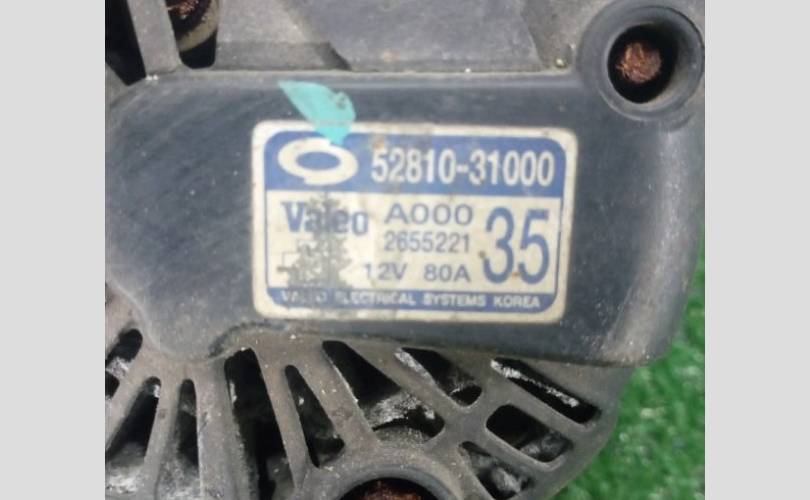 52810-31000
Valeo A000 35
2655221
12V 80A
VALEO ELECTRICAL SYSTEMS KOREA